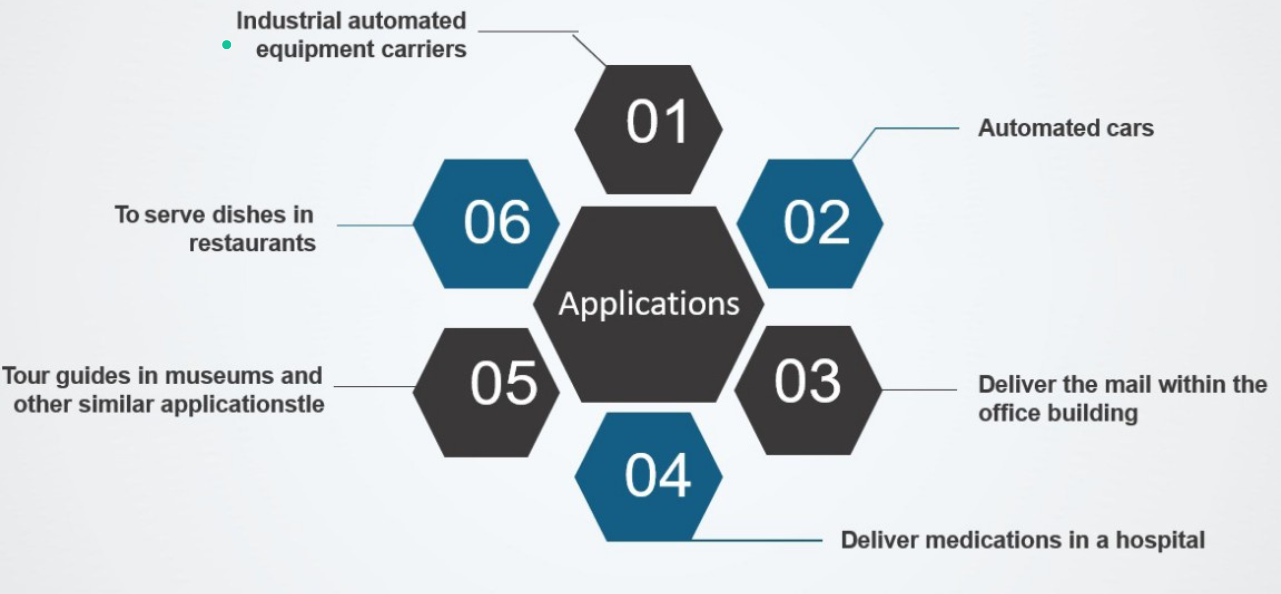 Industrial automated
equipment carriers
01
Automated cars
02
06
To serve dishes in
restaurants
Applications
Tour guides in museums and
other similar applicationstle
05
03
Deliver the mail within the
office building
04
Deliver medications in a hospital